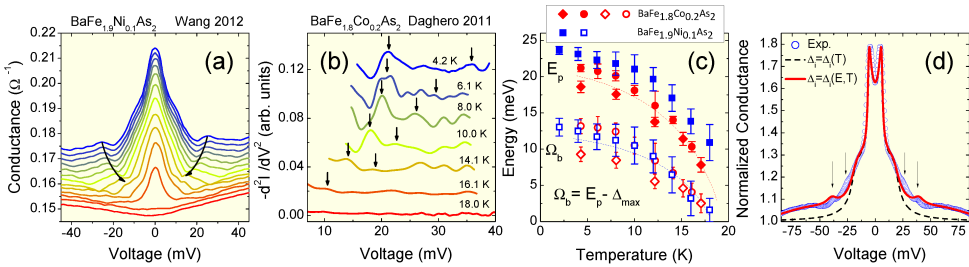 BaFe1.9Ni0.1As2 Wang 2012
(a)
Conductance (Ω-1)
0.22
0.21
0.20
0.19
0.18
0.17
0.16
0.15
-40 -20 0 20 40
Voltage (mV)
BaFe1.8Co0.2As2 Daghero 2011
(b)
-d2I /dV2 (arb. units)
0.12
0.08
0.04
0.00
4.2 K
6.1 K
8.0 K
10.0 K
14.1 K
16.1 K
18.0 K
10 20 30 40
Voltage (mV)
BaFe1.8Co0.2As2
BaFe1.9Ni0.1As2
(c)
Energy (meV)
25
20
15
10
5
0
Ep
Ωb
Ωb = Ep - Δmax
0 5 10 15
Temperature (K)
Exp.
Δi=Δi(T)
Δi=Δi(E,T)
(d)
Normalized Conductance
1.8
1.7
1.6
1.5
1.4
1.3
1.2
1.1
1.0
-75 -50 -25 0 25 50 75
Voltage (mV)